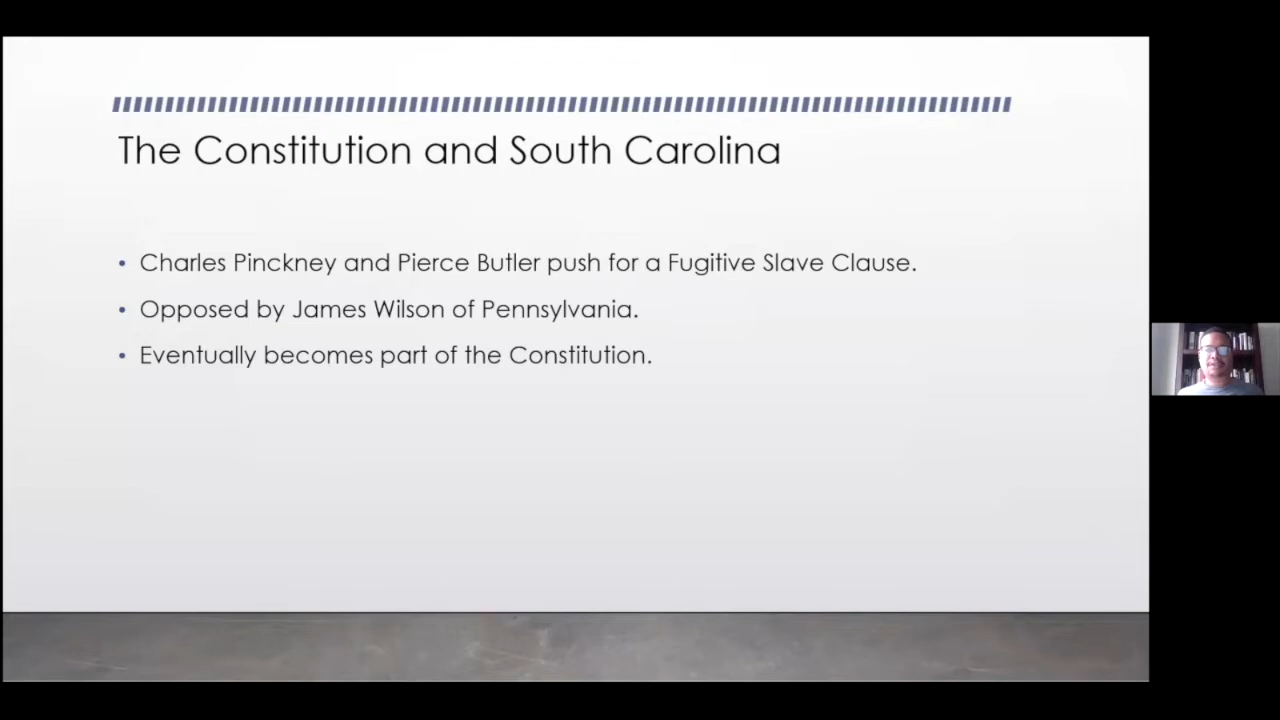 The Constitution and South Carolina
• Charles Pinckney and Pierce Butler push for a Fugitive Slave Clause.
• Opposed by James Wilson of Pennsylvania.
• Eventually becomes part of the Constitution.